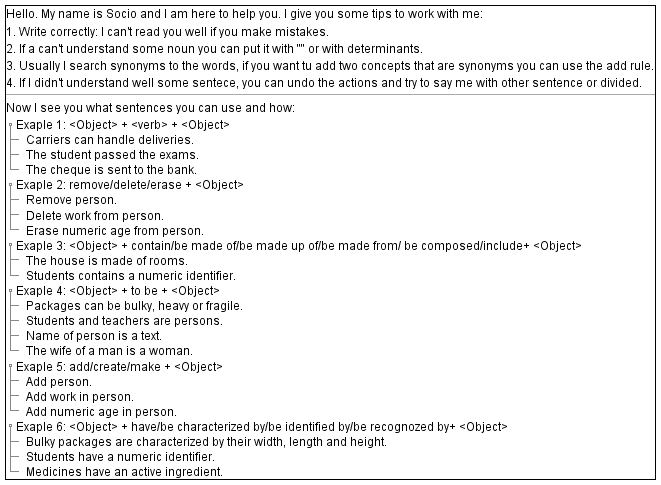 Hello. My name is Socio and I am here to help you. I give you some tips to work with me:
1. Write correctly: I can't read you well if you make mistakes.
2. If a can't understand some noun you can put it with "" or with determinants.
3. Usually I search synonyms to the words, if you want tu add two concepts that are synonyms you can use the add rule.
4. If I didn't understand well some sentece, you can undo the actions and try to say me with other sentence or divided.
Now I see you what sentences you can use and how:
Exaple 1: <Object> + <verb> + <Object>
Carriers can handle deliveries.
The student passed the exams.
The cheque is sent to the bank.
Exaple 2: remove/delete/erase + <Object>
Remove person.
Delete work from person.
Erase numeric age from person.
Exaple 3: <Object> + contain/be made of/be made up of/be made from/ be composed/include+ <Object>
The house is made of rooms.
Students contains a numeric identifier.
Exaple 4: <Object> + to be + <Object>
Packages can be bulky, heavy or fragile.
Students and teachers are persons.
Name of person is a text.
The wife of a man is a woman.
Exaple 5: add/create/make + <Object>
Add person.
Add work in person.
Add numeric age in person.
Exaple 6: <Object> + have/be characterized by/be identified by/be recognozed by+ <Object>
Bulky packages are characterized by their width, length and height.
Students have a numeric identifier.
Medicines have an active ingredient.